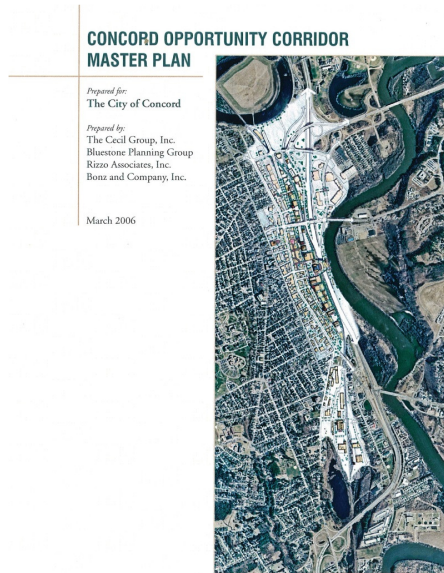 CONCORD OPPORTUNITY CORRIDOR
MASTER PLAN
Prepared for:
The City of Concord
Prepared by:
The Cecil Group, Inc.
Bluestone Planning Group
Rizzo Associates, Inc.
Bonz and Company, Inc.
March 2006